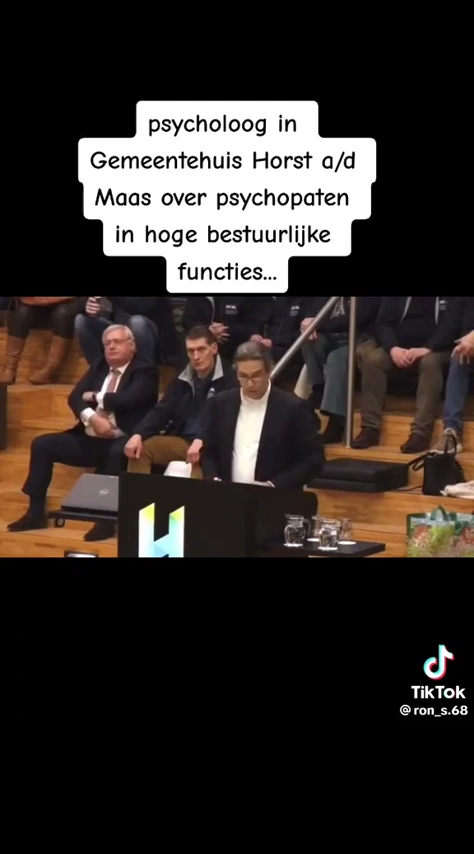 psycholoog in
Gemeentehuis Horst a/d
Maas over psychopaten
in hoge bestuurlijke
functies...
H
TikTok
@ron_s.68